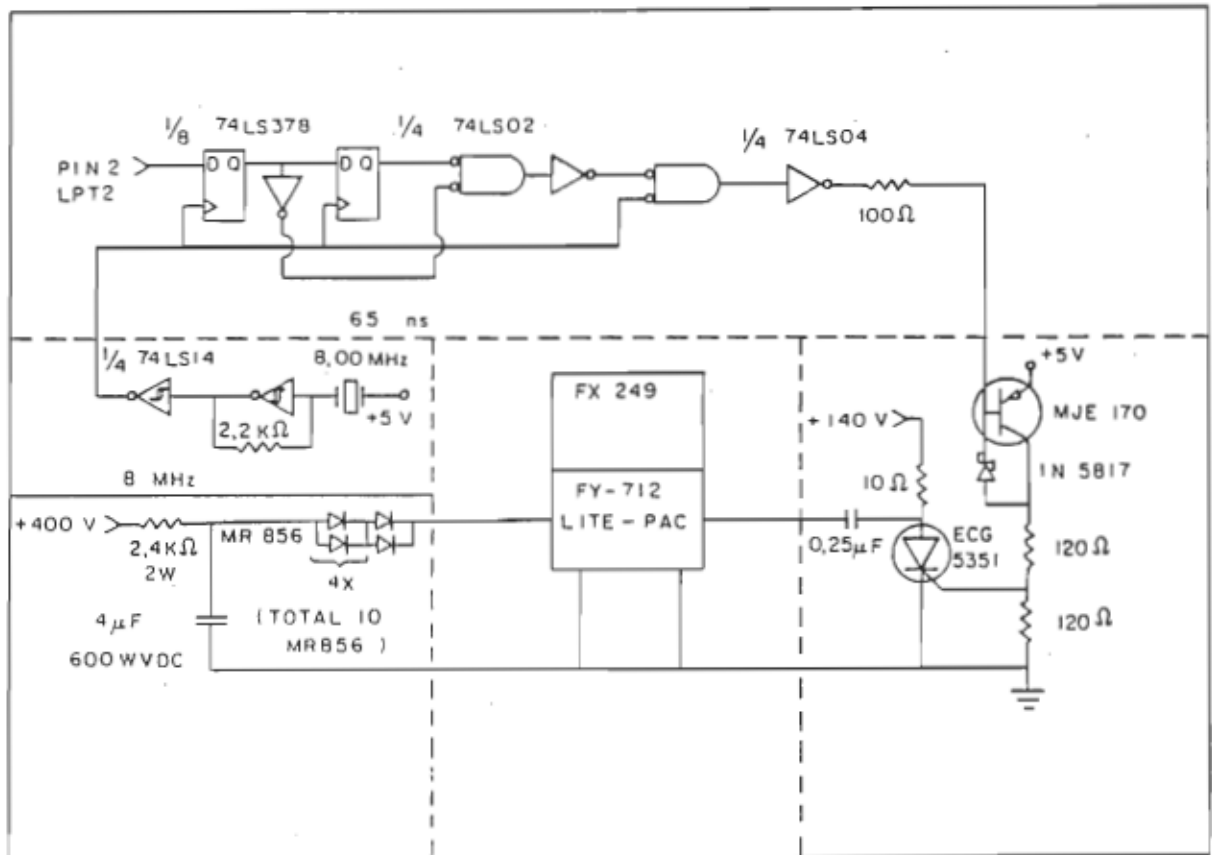 1/8 74LS378
1/4 74LS02
1/4 74LS04
PIN 2
LPT2
D Q
D Q
100Ω
65 ns
1/4 74LS14
8,00 MHz
+5 V
2,2 KΩ
8 MHz
FX 249
FY-712
LITE - PAC
+5 V
MJE 170
+140 V
1N 5817
10Ω
ECG
5351
0,25μF
120Ω
120Ω
+400 V
2,4KΩ
2W
MR 856
4X
4 μF
600 WVDC
(TOTAL 10
MR856 )